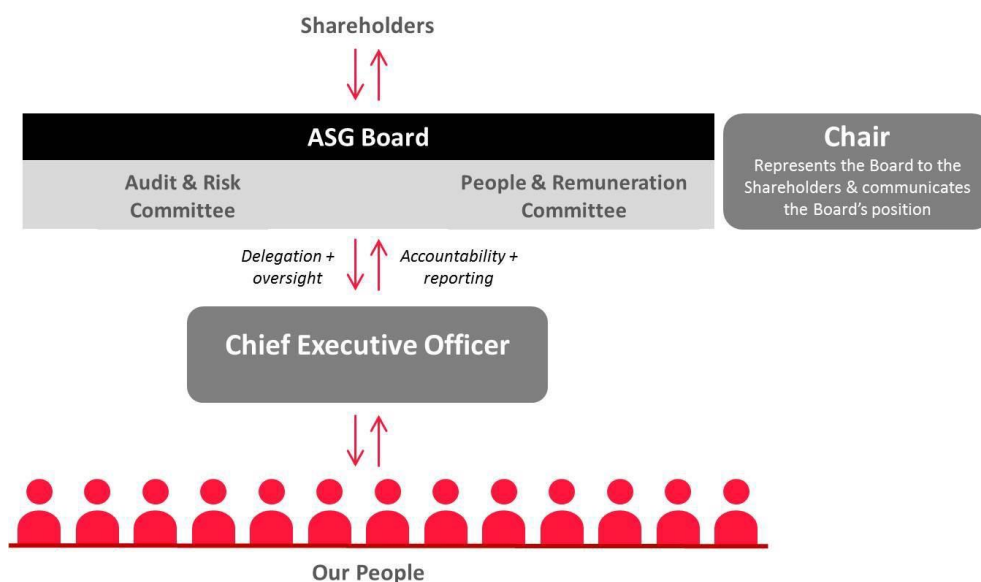 Shareholders
ASG Board
Chair
Represents the Board to the
Shareholders & communicates
the Board's position
Audit & Risk
Committee
People & Remuneration
Committee
Delegation +
oversight
Accountability +
reporting
Chief Executive Officer
Our People